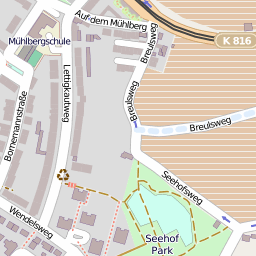 Auf dem Mühlberg
K 816
Mühlbergschule
Breulsweg
Lettigkautweg
Bornemannstraße
Breulsweg
Breulsweg
Seehofsweg
Wendelsweg
Seehof
Park